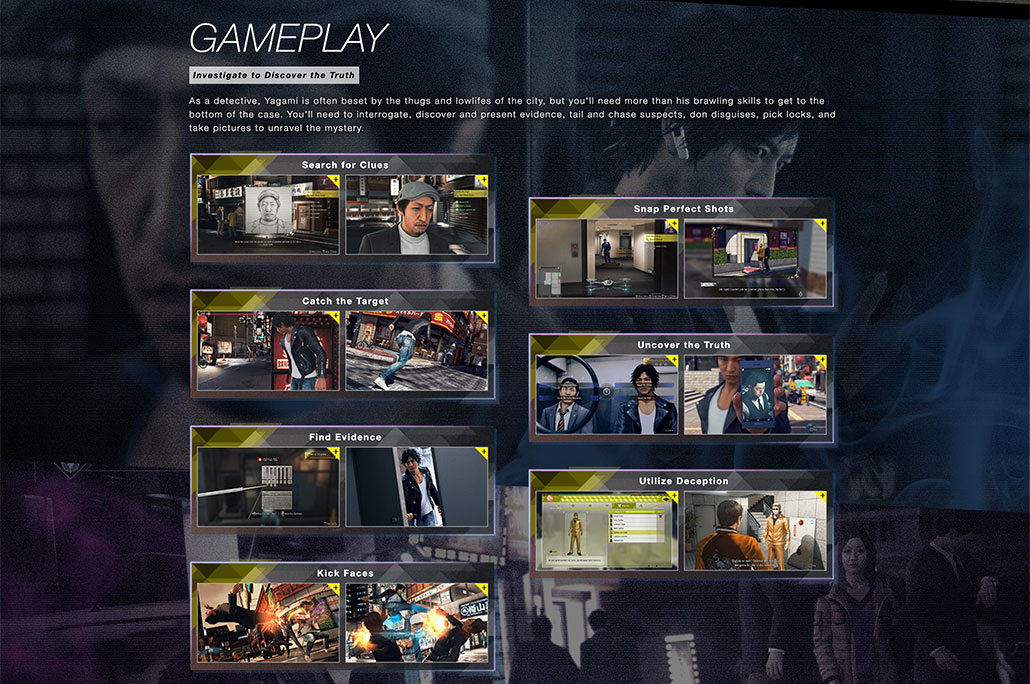 GAMEPLAY
Investigate to Discover the Truth
As a detective, Yagami is often beset by the thugs and lowlifes of the city, but you'll need more than his brawling skills to get to the
bottom of the case. You'll need to interrogate, discover and present evidence, tail and chase suspects, don disguises, pick locks, and
take pictures to unravel the mystery.
Search for Clues
Snap Perfect Shots
Catch the Target
Uncover the Truth
Find Evidence
Utilize Deception
Kick Faces